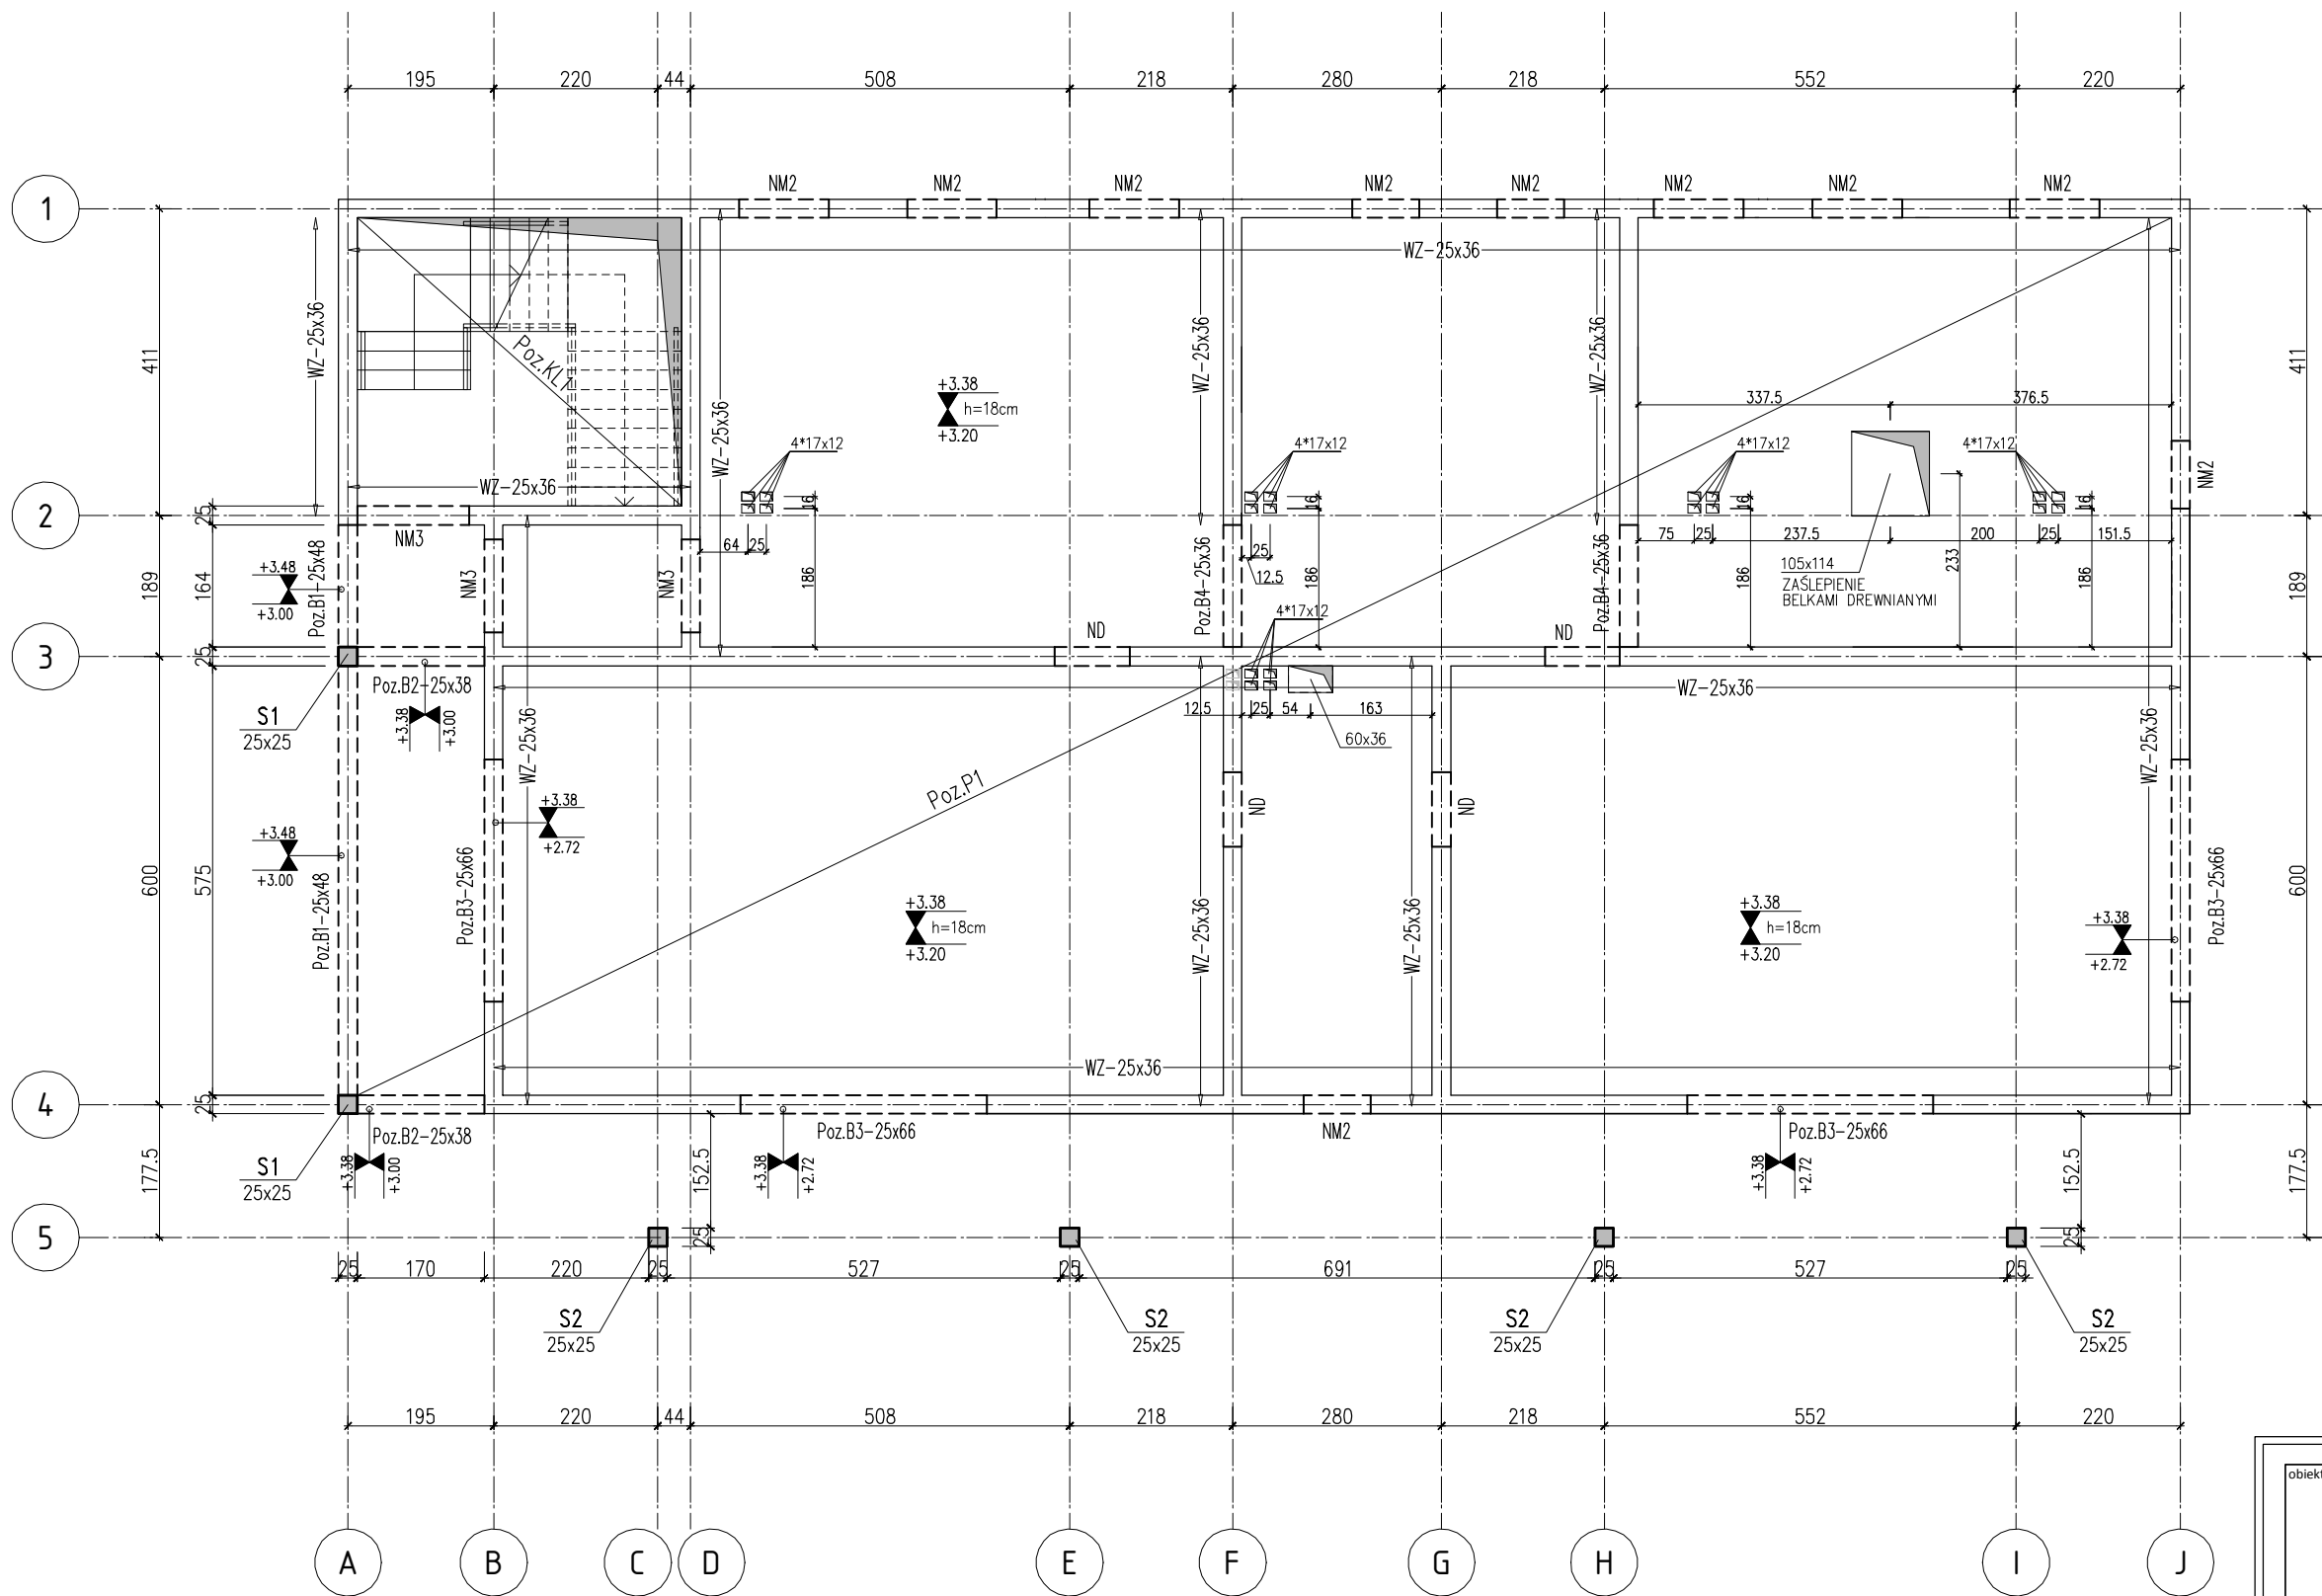 195 220 44 508 218 280 218 552 220
NM2 NM2 NM2 NM2 NM2 NM2 NM2 NM2
1
WZ-25x36
WZ-25x36
WZ-25x36
WZ-25x36
WZ-25x36
411
411
Poz.KL1
+3.38
h=18cm
+3.20
337.5 376.5
4*17x12
4*17x12
4*17x12
4*17x12
NM2
WZ-25x36
2
25
16
16
16
16
NM3
64 25
186
25
12.5
186
75 25 237.5 200 25 151.5
186
233
186
105x114
ZAŚLEPIENIE
BELKAMI DREWNIANYMI
189
164
189
+3.48
+3.00
Poz.B1-25x48
NM3
NM3
Poz.B4-25x36
Poz.B4-25x36
4*17x12
ND
ND
3
25
Poz.B2-25x38
+3.38
+3.00
S1
25x25
WZ-25x36
WZ-25x36
WZ-25x36
12.5 25 54 163
60x36
Poz.P1
ND
ND
+3.38
+2.72
+3.48
+3.00
600
575
600
Poz.B1-25x48
Poz.B3-25x66
+3.38
h=18cm
+3.20
WZ-25x36
WZ-25x36
+3.38
h=18cm
+3.20
+3.38
+2.72
Poz.B3-25x66
WZ-25x36
4
25
Poz.B2-25x38
+3.38
+3.00
Poz.B3-25x66
+3.38
+2.72
NM2
Poz.B3-25x66
+3.38
+2.72
S1
25x25
177.5
152.5
152.5
177.5
5
25
25
25 170 220 25 527 25 691 25 527 25
S2
25x25
S2
25x25
S2
25x25
S2
25x25
195 220 44 508 218 280 218 552 220
obiekt
A B C D E F G H I J